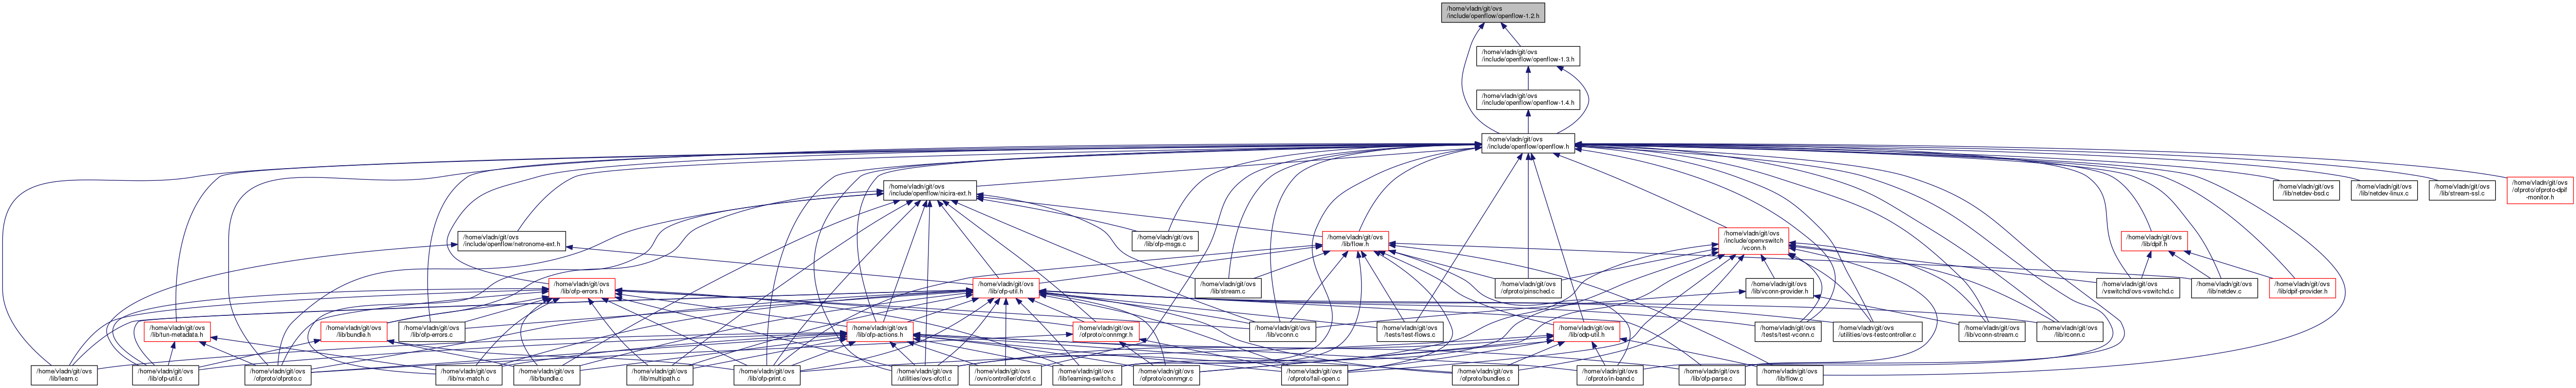 /home/vladn/git/ovs
/include/openflow/openflow-1.2.h
/home/vladn/git/ovs
/include/openflow/openflow-1.3.h
/home/vladn/git/ovs
/include/openflow/openflow-1.4.h
/home/vladn/git/ovs
/include/openflow/openflow.h
/home/vladn/git/ovs
/include/openflow/nicira-ext.h
/home/vladn/git/ovs
/lib/netdev-bsd.c
/home/vladn/git/ovs
/lib/netdev-linux.c
/home/vladn/git/ovs
/lib/stream-ssl.c
/home/vladn/git/ovs
/ofproto/ofproto-dpif
-monitor.h
/home/vladn/git/ovs
/include/openflow/netronome-ext.h
/home/vladn/git/ovs
/lib/ofp-msgs.c
/home/vladn/git/ovs
/lib/flow.h
/home/vladn/git/ovs
/include/openvswitch
/vconn.h
/home/vladn/git/ovs
/lib/dpif.h
/home/vladn/git/ovs
/lib/ofp-errors.h
/home/vladn/git/ovs
/lib/ofp-util.h
/home/vladn/git/ovs
/lib/stream.c
/home/vladn/git/ovs
/ofproto/pinsched.c
/home/vladn/git/ovs
/lib/vconn-provider.h
/home/vladn/git/ovs
/vswitchd/ovs-vswitchd.c
/home/vladn/git/ovs
/lib/netdev.c
/home/vladn/git/ovs
/lib/dpif-provider.h
/home/vladn/git/ovs
/lib/tun-metadata.h
/home/vladn/git/ovs
/lib/bundle.h
/home/vladn/git/ovs
/lib/ofp-errors.c
/home/vladn/git/ovs
/lib/ofp-actions.h
/home/vladn/git/ovs
/ofproto/connmgr.h
/home/vladn/git/ovs
/lib/vconn.c
/home/vladn/git/ovs
/tests/test-flows.c
/home/vladn/git/ovs
/lib/odp-util.h
/home/vladn/git/ovs
/tests/test-vconn.c
/home/vladn/git/ovs
/utilities/ovs-testcontroller.c
/home/vladn/git/ovs
/lib/vconn-stream.c
/home/vladn/git/ovs
/lib/rconn.c
/home/vladn/git/ovs
/lib/learn.c
/home/vladn/git/ovs
/lib/ofp-util.c
/home/vladn/git/ovs
/ofproto/ofproto.c
/home/vladn/git/ovs
/lib/nx-match.c
/home/vladn/git/ovs
/lib/bundle.c
/home/vladn/git/ovs
/lib/multipath.c
/home/vladn/git/ovs
/lib/ofp-print.c
/home/vladn/git/ovs
/utilities/ovs-ofctl.c
/home/vladn/git/ovs
/ovn/controller/ofctrl.c
/home/vladn/git/ovs
/lib/learning-switch.c
/home/vladn/git/ovs
/ofproto/connmgr.c
/home/vladn/git/ovs
/ofproto/fail-open.c
/home/vladn/git/ovs
/ofproto/bundles.c
/home/vladn/git/ovs
/ofproto/in-band.c
/home/vladn/git/ovs
/lib/ofp-parse.c
/home/vladn/git/ovs
/lib/flow.c